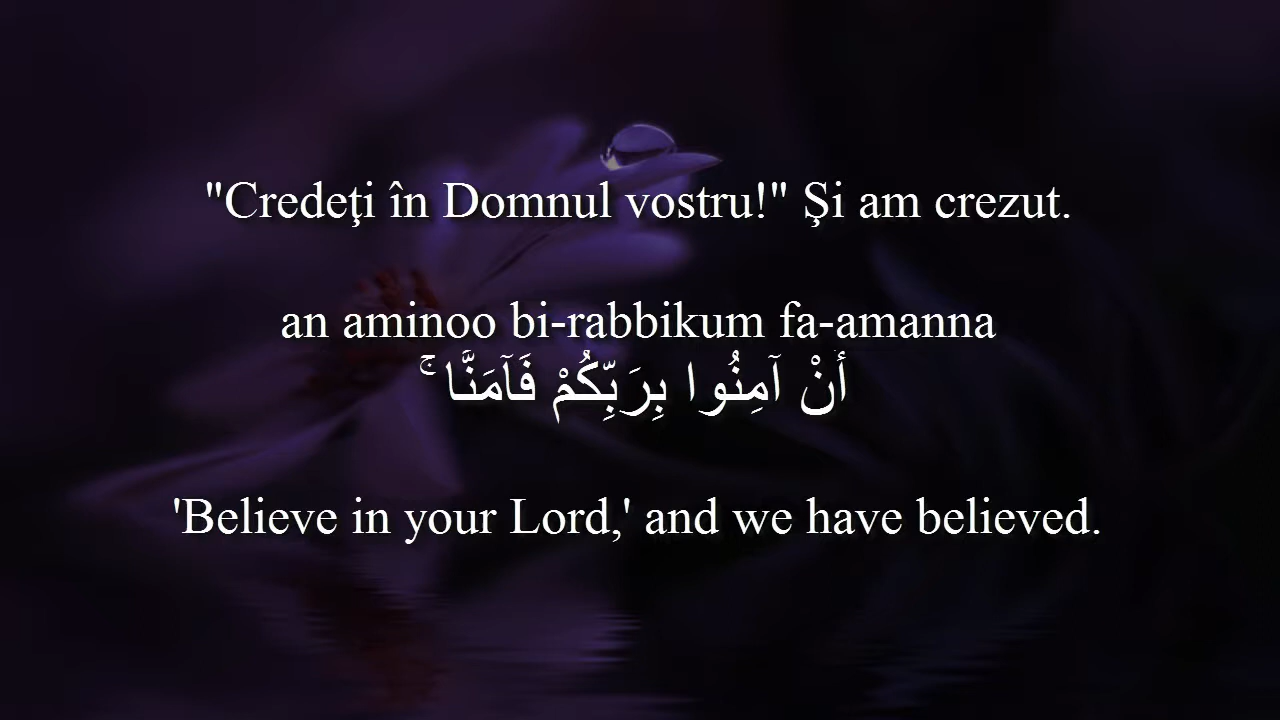 "Credeţi în Domnul vostru!" Şi am crezut.
an aminoo bi-rabbikum fa-amanna
أَنْ آمِنُوا بِرَبِّكُمْ فَآمَنَّا ۚ
'Believe in your Lord,' and we have believed.